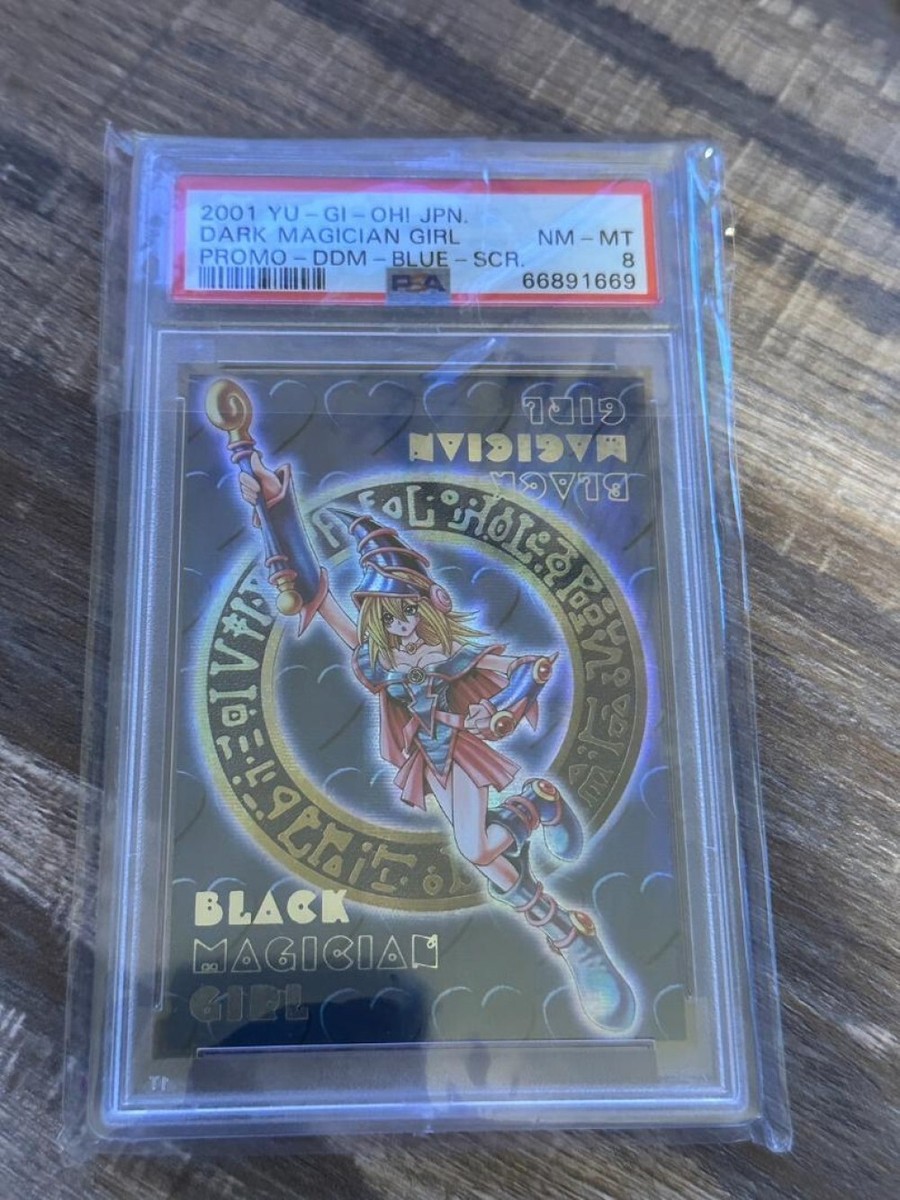 2001 YU-GI-OH! JPN.
DARK MAGICIAN GIRL NM-MT
PROMO-DDM-BLUE-SCR. 8
PSA 66891669
BLACK
MAGICIAN
GIRL
BLACK
MAGICIAN
GIRL